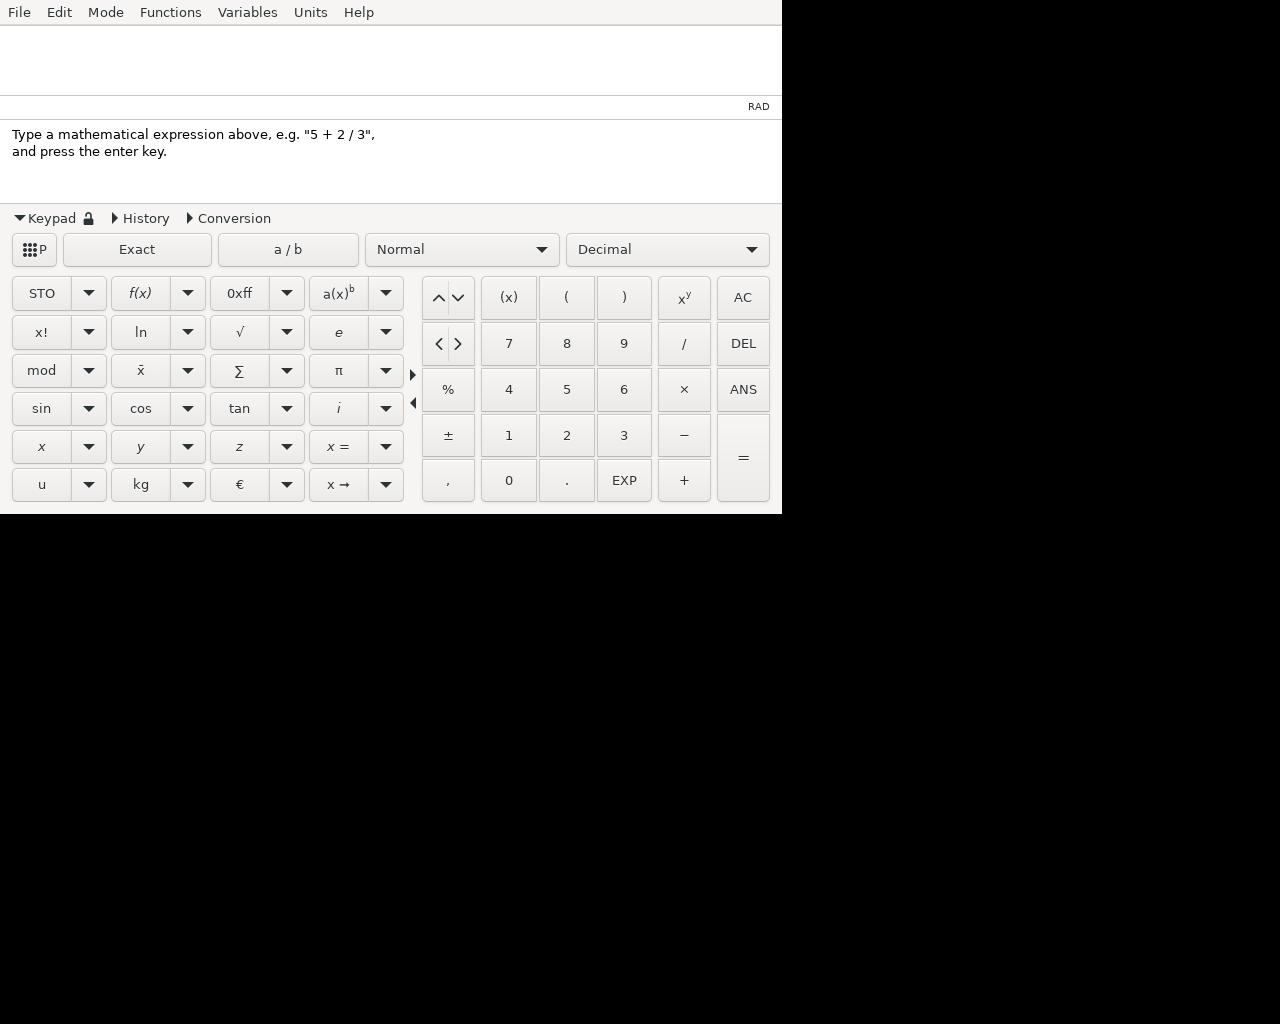 File Edit Mode Functions Variables Units Help
RAD
Type a mathematical expression above, e.g. "5 + 2 / 3",
and press the enter key.
Keypad History Conversion
P Exact a / b Normal Decimal
STO f(x) 0xff a(x)^b (x) ( ) x^y AC
x! ln √ e 7 8 9 / DEL
mod x̄ ∑ π % 4 5 6 × ANS
sin cos tan i ± 1 2 3 − =
x y z x =
u kg € x → , 0 . EXP +